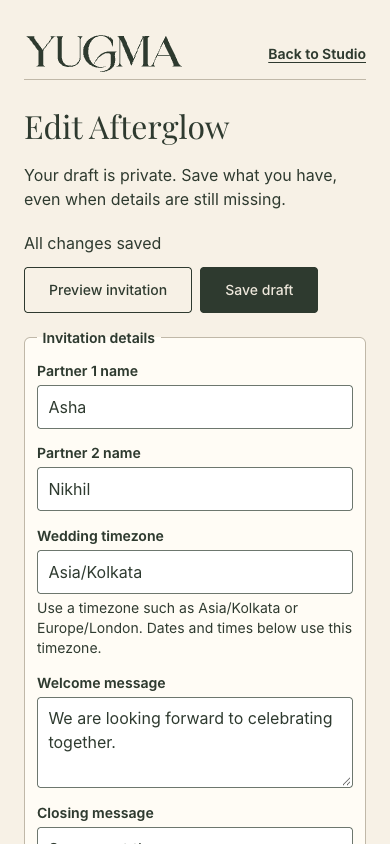 YUGMA
Back to Studio
Edit Afterglow
Your draft is private. Save what you have,
even when details are still missing.
All changes saved
Preview invitation
Save draft
Invitation details
Partner 1 name
Asha
Partner 2 name
Nikhil
Wedding timezone
Asia/Kolkata
Use a timezone such as Asia/Kolkata or
Europe/London. Dates and times below use this
timezone.
Welcome message
We are looking forward to celebrating
together.
Closing message